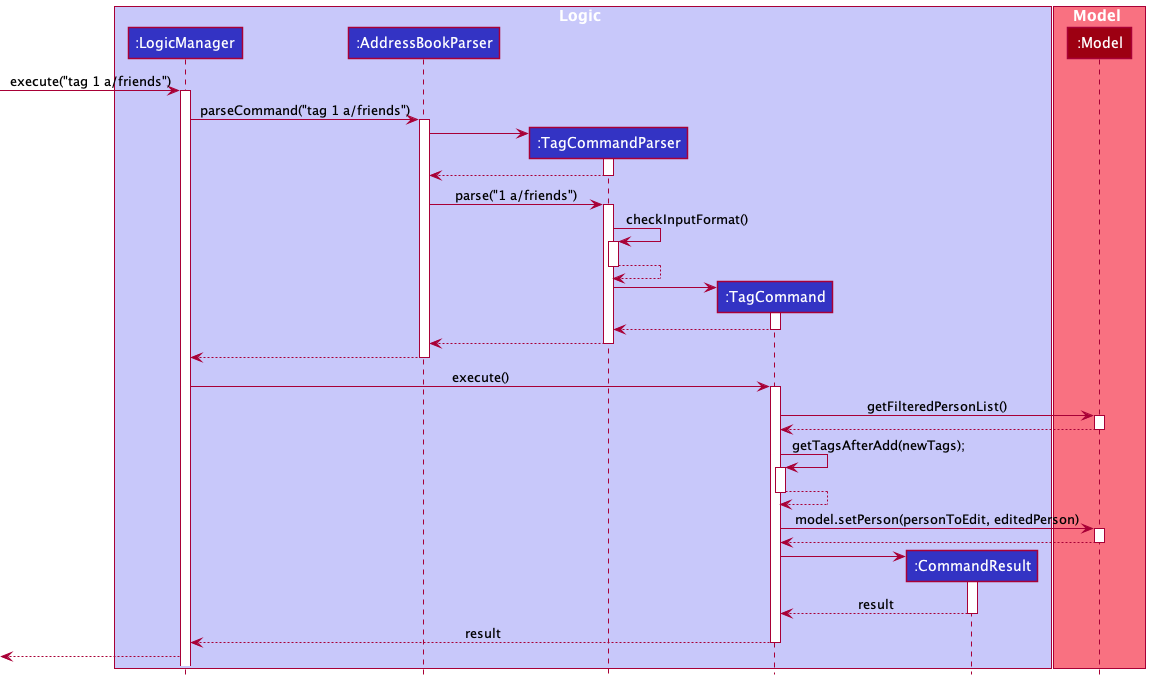 Logic
Model
:LogicManager
:AddressBookParser
:Model
execute("tag 1 a/friends")
parseCommand("tag 1 a/friends")
:TagCommandParser
parse("1 a/friends")
checkInputFormat()
:TagCommand
execute()
getFilteredPersonList()
getTagsAfterAdd(newTags);
model.setPerson(personToEdit, editedPerson)
:CommandResult
result
result